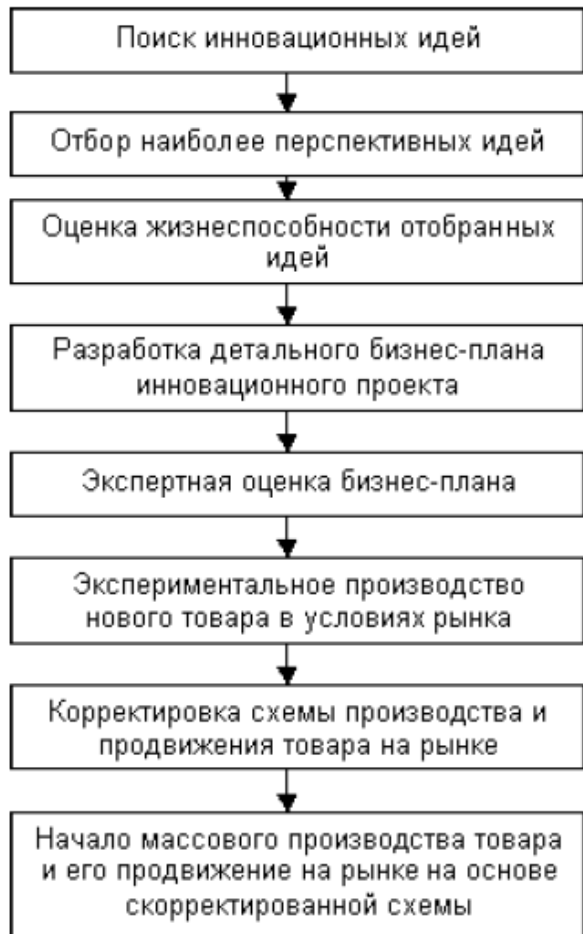 Поиск инновационных идей
Отбор наиболее перспективных идей
Оценка жизнеспособности отобранных
идей
Разработка детального бизнес-плана
инновационного проекта
Экспертная оценка бизнес-плана
Экспериментальное производство
нового товара в условиях рынка
Корректировка схемы производства и
продвижения товара на рынке
Начало массового производства товара
и его продвижение на рынке на основе
скорректированной схемы